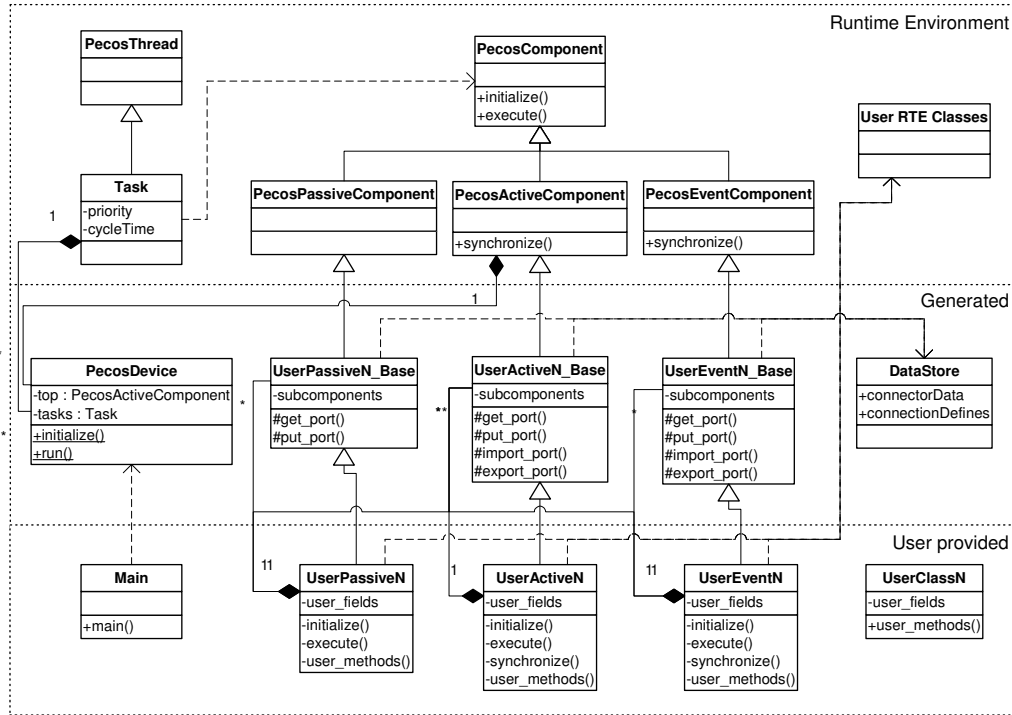 Runtime Environment
PecosThread
PecosComponent
+initialize()
+execute()
User RTE Classes
Task
-priority
-cycleTime
1
PecosPassiveComponent
PecosActiveComponent
+synchronize()
PecosEventComponent
+synchronize()
1
Generated
*
*
PecosDevice
-top : PecosActiveComponent
-tasks : Task
+initialize()
+run()
*
UserPassiveN_Base
-subcomponents
#get_port()
#put_port()
**
UserActiveN_Base
-subcomponents
#get_port()
#put_port()
#import_port()
#export_port()
*
UserEventN_Base
-subcomponents
#get_port()
#put_port()
#import_port()
#export_port()
DataStore
+connectorData
+connectionDefines
User provided
Main
+main()
11
UserPassiveN
-user_fields
-initialize()
-execute()
-user_methods()
1
UserActiveN
-user_fields
-initialize()
-execute()
-synchronize()
-user_methods()
11
UserEventN
-user_fields
-initialize()
-execute()
-synchronize()
-user_methods()
UserClassN
-user_fields
+user_methods()